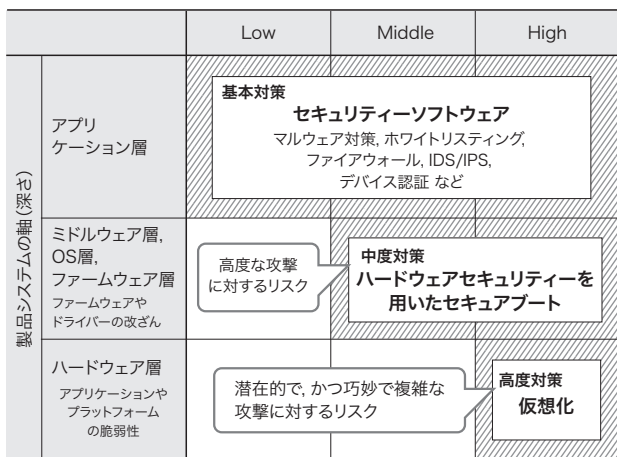 Low
Middle
High
製品システムの軸（深さ）
アプリ
ケーション層
基本対策
セキュリティーソフトウェア
マルウェア対策, ホワイトリスティング,
ファイアウォール, IDS/IPS,
デバイス認証 など
ミドルウェア層,
OS層,
ファームウェア層
ファームウェアや
ドライバーの改ざん
高度な攻撃
に対するリスク
中度対策
ハードウェアセキュリティーを
用いたセキュアブート
ハードウェア層
アプリケーションや
プラットフォーム
の脆弱性
潜在的で, かつ巧妙で複雑な
攻撃に対するリスク
高度対策
仮想化